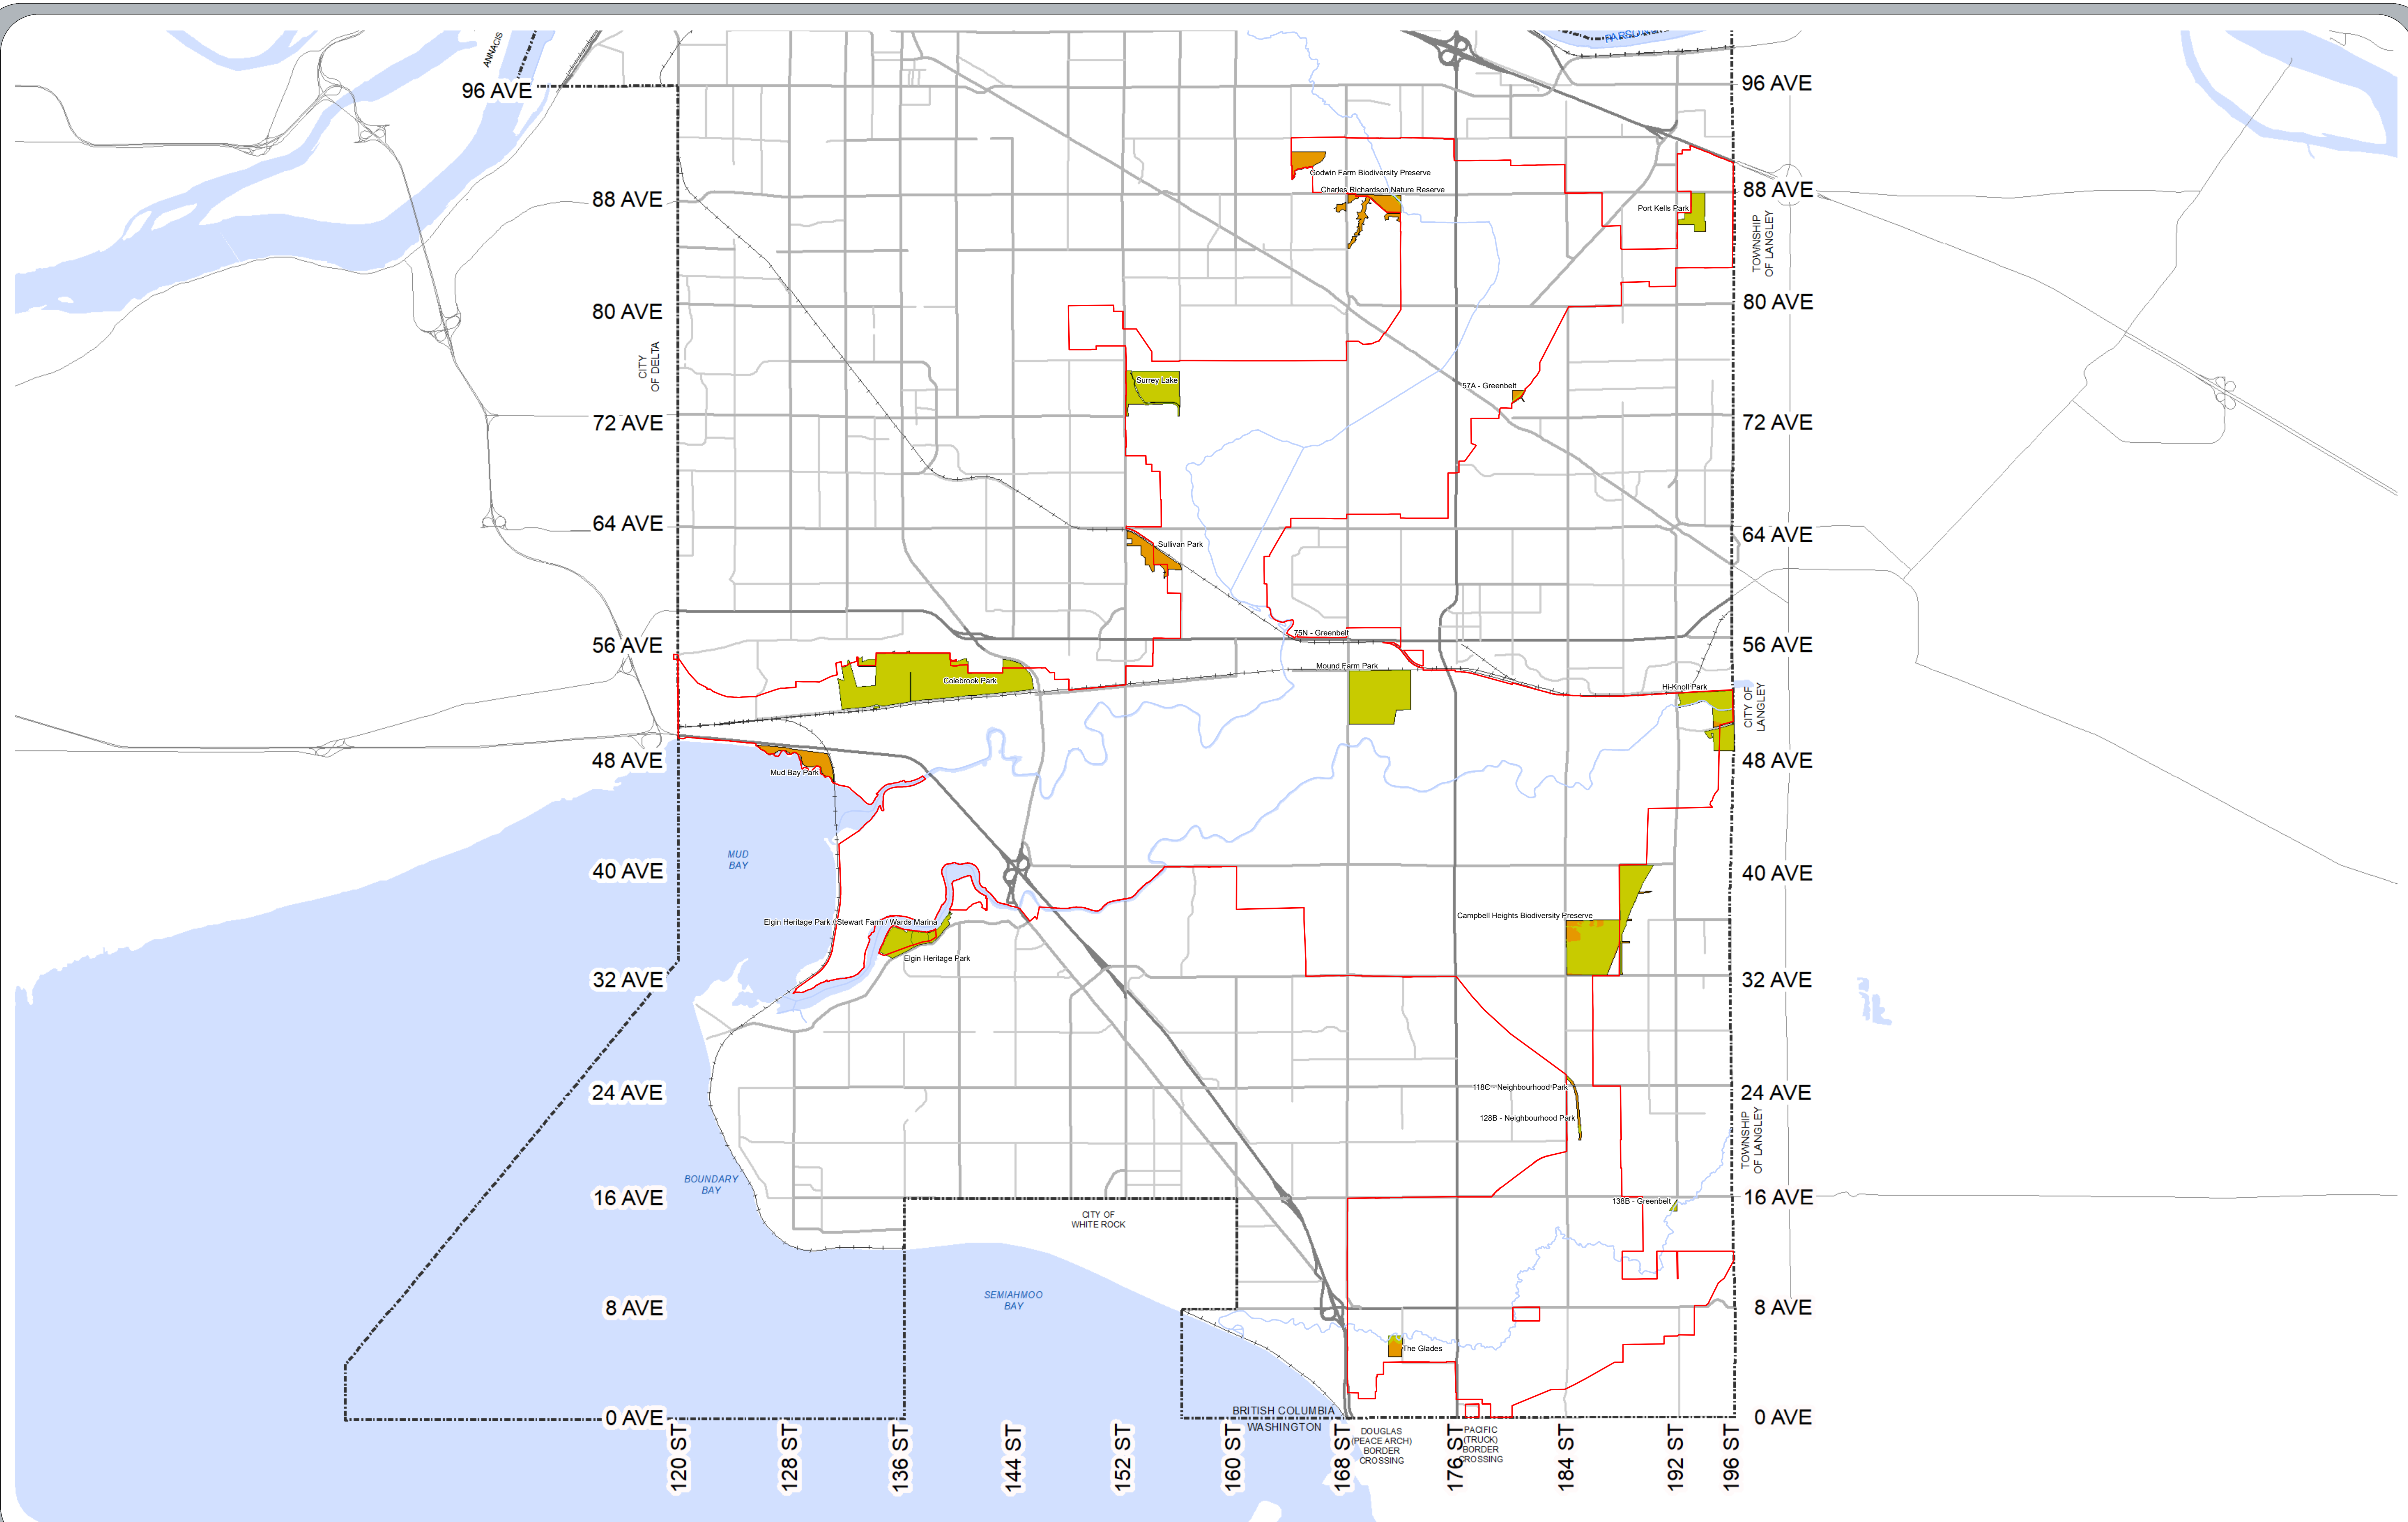 ANNACIS
96 AVE
96 AVE
Godwin Farm Biodiversity Preserve
Charles Richardson Nature Reserve
88 AVE
88 AVE
Port Kells Park
TOWNSHIP
OF LANGLEY
80 AVE
80 AVE
CITY
OF DELTA
Surrey Lake
57A - Greenbelt
72 AVE
72 AVE
64 AVE
64 AVE
Sullivan Park
75N - Greenbelt
56 AVE
56 AVE
Mound Farm Park
Colebrook Park
Hi-Knoll Park
CITY OF
LANGLEY
48 AVE
48 AVE
Mud Bay Park
MUD
BAY
40 AVE
40 AVE
Elgin Heritage Park / Stewart Farm / Wards Marina
Campbell Heights Biodiversity Preserve
Elgin Heritage Park
32 AVE
32 AVE
118C - Neighbourhood Park
24 AVE
24 AVE
128B - Neighbourhood Park
TOWNSHIP
OF LANGLEY
BOUNDARY
BAY
16 AVE
16 AVE
138B - Greenbelt
CITY OF
WHITE ROCK
SEMIAHMOO
BAY
8 AVE
8 AVE
The Glades
0 AVE
0 AVE
BRITISH COLUMBIA
WASHINGTON
DOUGLAS
(PEACE ARCH)
BORDER
CROSSING
PACIFIC
(TRUCK)
BORDER
CROSSING
120 ST
128 ST
136 ST
144 ST
152 ST
160 ST
168 ST
176 ST
184 ST
192 ST
196 ST